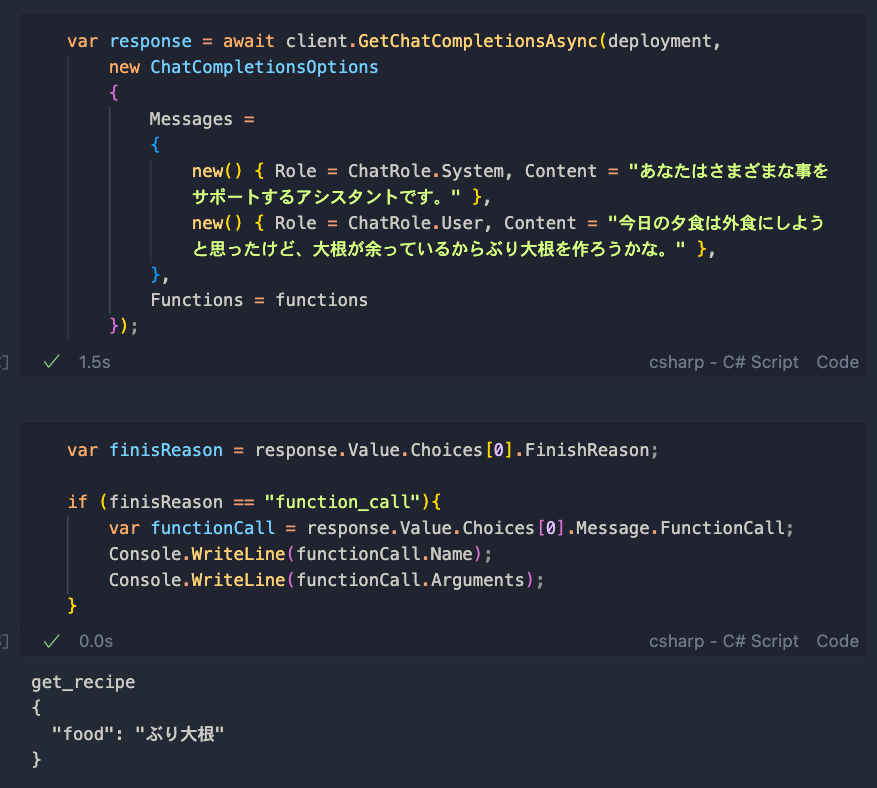 var response = await client.GetChatCompletionsAsync(deployment,
new ChatCompletionsOptions
{
Messages =
{
new() { Role = ChatRole.System, Content = "あなたはさまざまな事を
サポートするアシスタントです。" },
new() { Role = ChatRole.User, Content = "今日の夕食は外食にしよう
と思ったけど、大根が余っているからぶり大根を作ろうかな。" },
},
Functions = functions
});
1.5s csharp - C# Script Code
var finisReason = response.Value.Choices[0].FinishReason;
if (finisReason == "function_call"){
var functionCall = response.Value.Choices[0].Message.FunctionCall;
Console.WriteLine(functionCall.Name);
Console.WriteLine(functionCall.Arguments);
}
0.0s csharp - C# Script Code
get_recipe
{
"food": "ぶり大根"
}